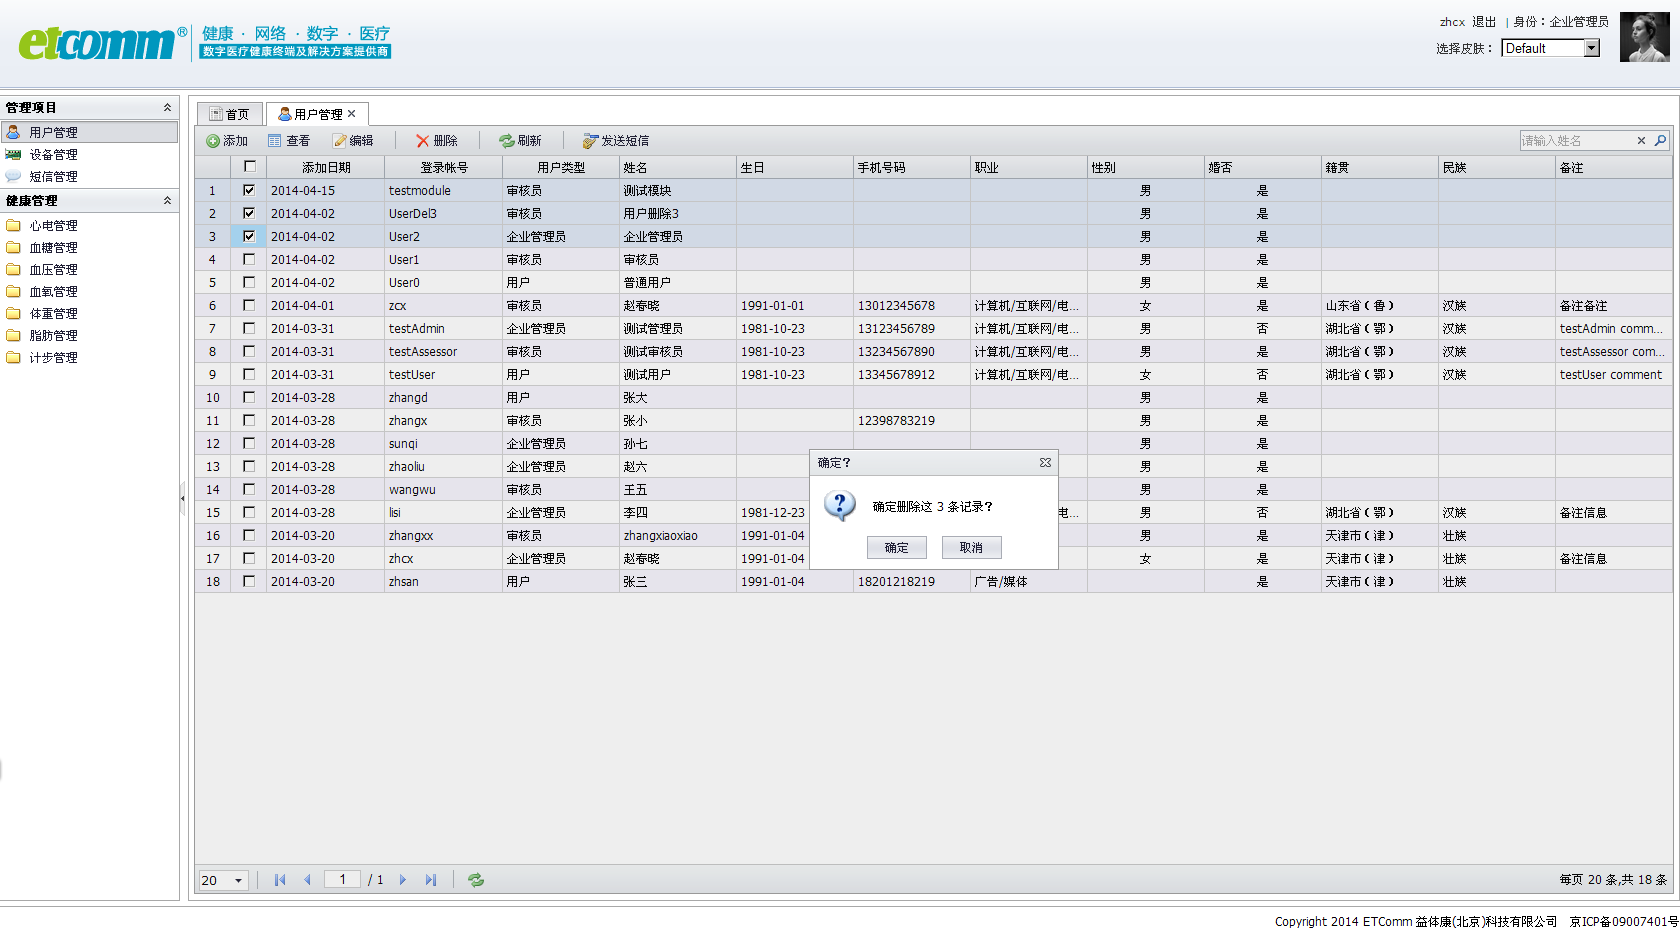 etcomm® 健康 · 网络 · 数字 · 医疗
数字医疗健康终端及解决方案提供商
zhcx 退出 | 身份：企业管理员
选择皮肤： Default
管理项目
用户管理
设备管理
短信管理
健康管理
心电管理
血糖管理
血压管理
血氧管理
体重管理
脂肪管理
计步管理
首页 用户管理
添加 查看 编辑 删除 刷新 发送短信 请输入姓名
添加日期 登录帐号 用户类型 姓名 生日 手机号码 职业 性别 婚否 籍贯 民族 备注
1 2014-04-15 testmodule 审核员 测试模块 男 是
2 2014-04-02 UserDel3 审核员 用户删除3 男 是
3 2014-04-02 User2 企业管理员 企业管理员 男 是
4 2014-04-02 User1 审核员 审核员 男 是
5 2014-04-02 User0 用户 普通用户 男 是
6 2014-04-01 zcx 审核员 赵春晓 1991-01-01 13012345678 计算机/互联网/电... 女 是 山东省（鲁） 汉族 备注备注
7 2014-03-31 testAdmin 企业管理员 测试管理员 1981-10-23 13123456789 计算机/互联网/电... 男 否 湖北省（鄂） 汉族 testAdmin comm...
8 2014-03-31 testAssessor 审核员 测试审核员 1981-10-23 13234567890 计算机/互联网/电... 男 是 湖北省（鄂） 汉族 testAssessor com...
9 2014-03-31 testUser 用户 测试用户 1981-10-23 13345678912 计算机/互联网/电... 女 否 湖北省（鄂） 汉族 testUser comment
10 2014-03-28 zhangd 用户 张大 男 是
11 2014-03-28 zhangx 审核员 张小 12398783219 男 是
12 2014-03-28 sunqi 企业管理员 孙七 男 是
13 2014-03-28 zhaoliu 企业管理员 赵六 男 是
14 2014-03-28 wangwu 审核员 王五 男 是
15 2014-03-28 lisi 企业管理员 李四 1981-12-23 电... 男 否 湖北省（鄂） 汉族 备注信息
16 2014-03-20 zhangxx 审核员 zhangxiaoxiao 1991-01-04 男 是 天津市（津） 壮族
17 2014-03-20 zhcx 企业管理员 赵春晓 1991-01-04 女 是 天津市（津） 壮族 备注信息
18 2014-03-20 zhsan 用户 张三 1991-01-04 18201218219 广告/媒体 是 天津市（津） 壮族
确定？
确定删除这 3 条记录？
确定 取消
20 1 / 1 每页 20 条,共 18 条
Copyright 2014 ETComm 益体康(北京)科技有限公司 京ICP备09007401号